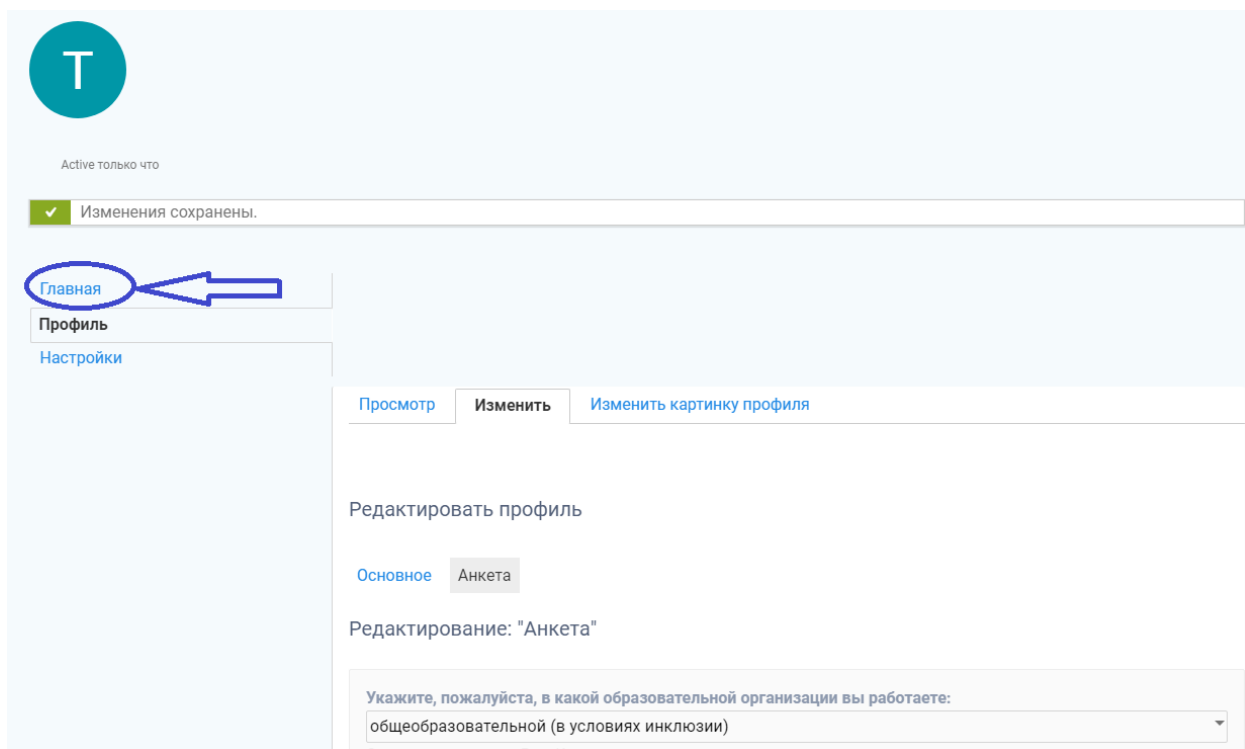 T
Active только что
Изменения сохранены.
Главная
Профиль
Настройки
Просмотр Изменить Изменить картинку профиля
Редактировать профиль
Основное Анкета
Редактирование: "Анкета"
Укажите, пожалуйста, в какой образовательной организации вы работаете:
общеобразовательной (в условиях инклюзии)